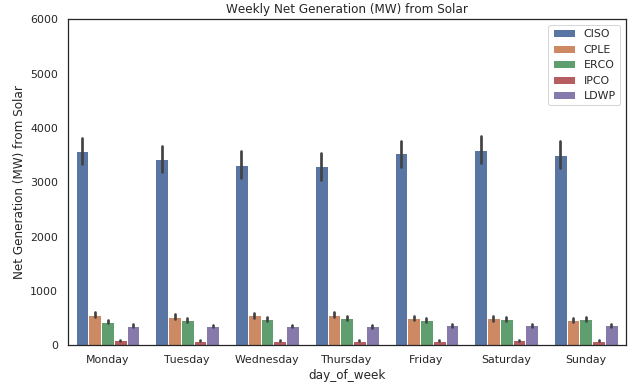 Weekly Net Generation (MW) from Solar
6000
5000
4000
3000
2000
1000
0
Net Generation (MW) from Solar
CISO
CPLE
ERCO
IPCO
LDWP
Monday Tuesday Wednesday Thursday Friday Saturday Sunday
day_of_week